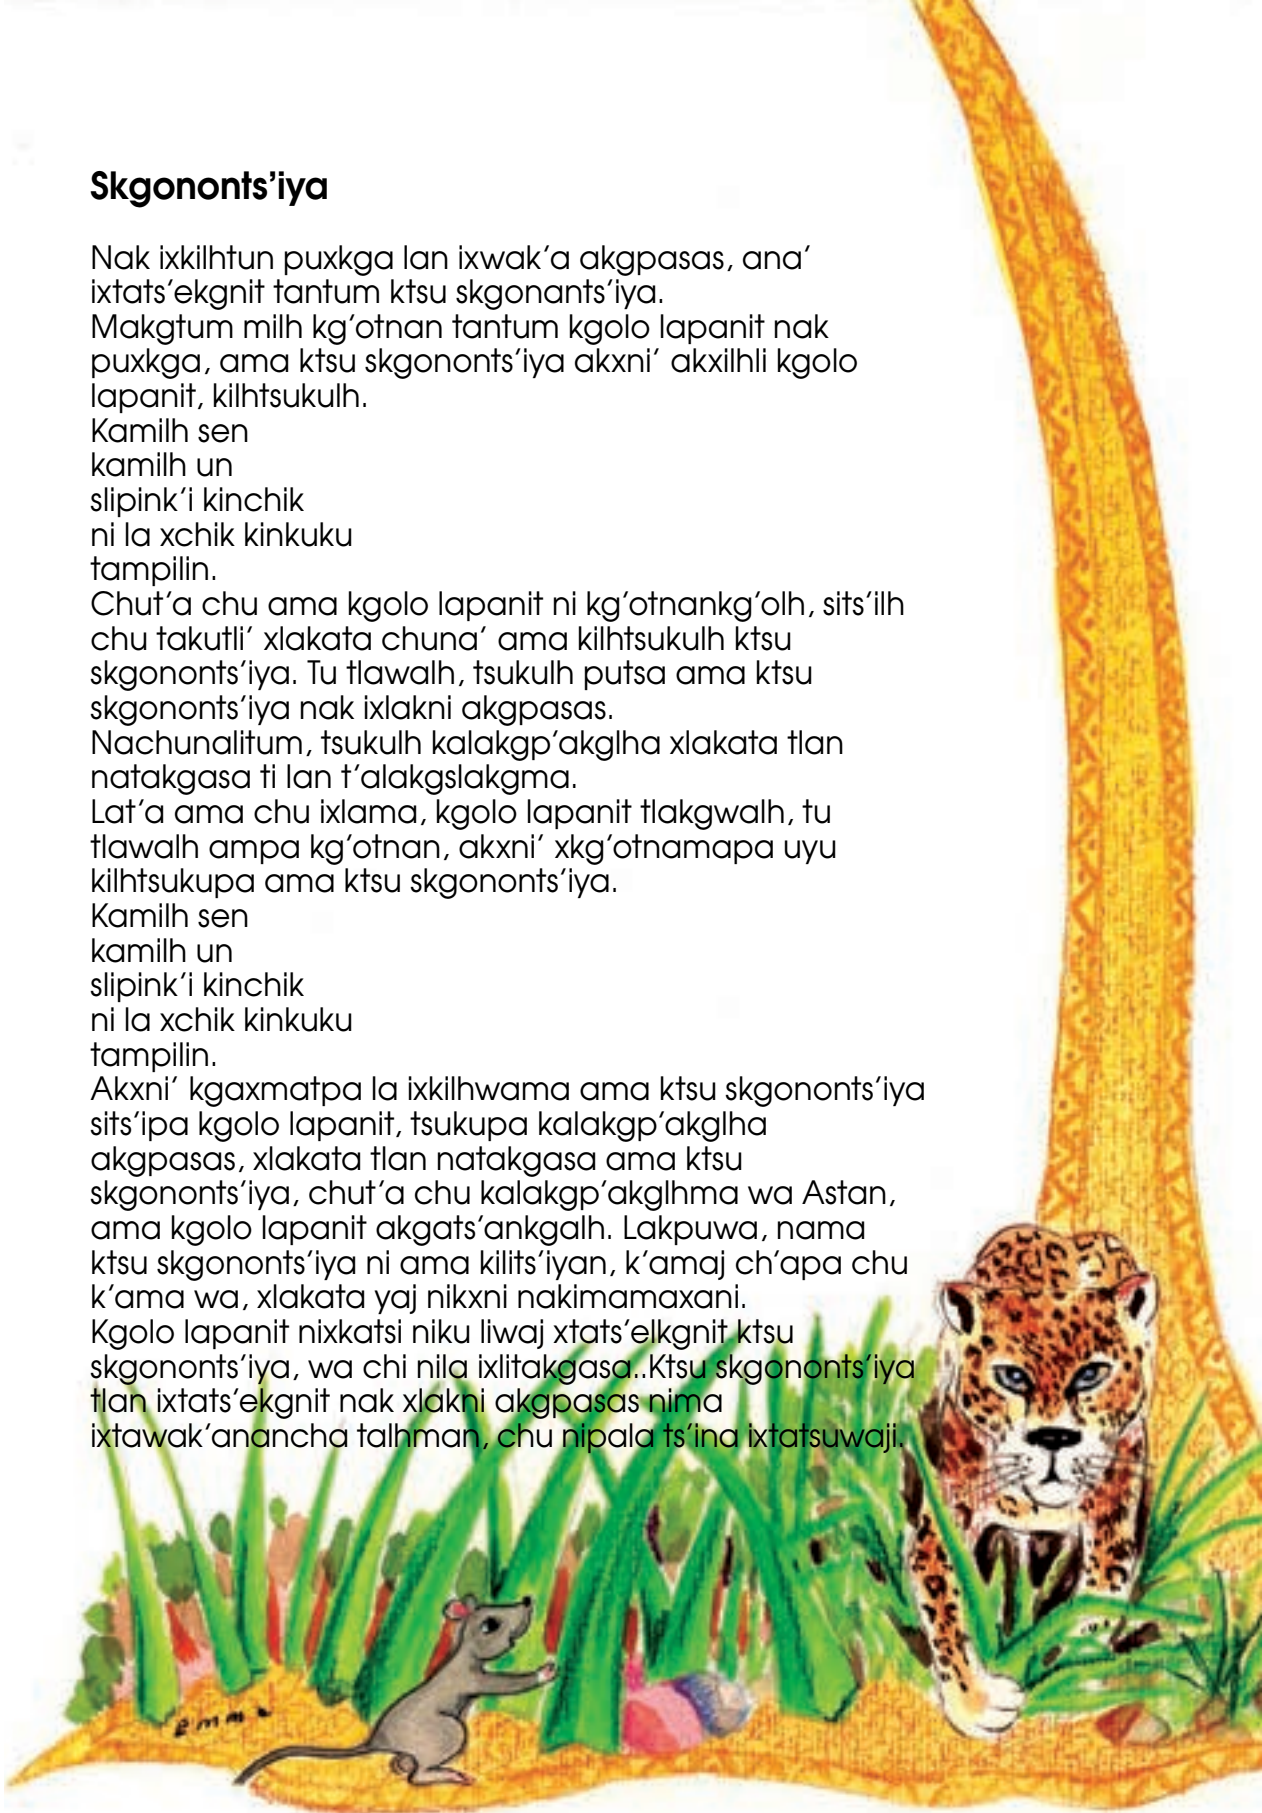 Skgononts’iya
Nak ixkilhtun puxkga lan ixwak’a akgpasas, ana’
ixtats’ekgnit tantum ktsu skgonants’iya.
Makgtum milh kg’otnan tantum kgolo lapanit nak
puxkga, ama ktsu skgononts’iya akxni’ akxilhli kgolo
lapanit, kilhtsukulh.
Kamilh sen
kamilh un
slipink’i kinchik
ni la xchik kinkuku
tampilin.
Chut’a chu ama kgolo lapanit ni kg’otnankg’olh, sits’ilh
chu takutli’ xlakata chuna’ ama kilhtsukulh ktsu
skgononts’iya. Tu tlawalh, tsukulh putsa ama ktsu
skgononts’iya nak ixlakni akgpasas.
Nachunalitum, tsukulh kalakgp’akglha xlakata tlan
natakgasa ti lan t’alakgslakgma.
Lat’a ama chu ixlama, kgolo lapanit tlakgwalh, tu
tlawalh ampa kg’otnan, akxni’ xkg’otnamapa uyu
kilhtsukupa ama ktsu skgononts’iya.
Kamilh sen
kamilh un
slipink’i kinchik
ni la xchik kinkuku
tampilin.
Akxni’ kgaxmatpa la ixkilhwama ama ktsu skgononts’iya
sits’ipa kgolo lapanit, tsukupa kalakgp’akglha
akgpasas, xlakata tlan natakgasa ama ktsu
skgononts’iya, chut’a chu kalakgp’akglhma wa Astan,
ama kgolo lapanit akgats’ankgalh. Lakpuwa, nama
ktsu skgononts’iya ni ama kilits’iyan, k’amaj ch’apa chu
k’ama wa, xlakata yaj nikxni nakimamaxani.
Kgolo lapanit nixkatsi niku liwaj xtats’elkgnit ktsu
skgononts’iya, wa chi nila ixlitakgasa..Ktsu skgononts’iya
tlan ixtats’ekgnit nak xlakni akgpasas nima
ixtawak’anancha talhman, chu nipala ts’ina ixtatsuwaji.
emma